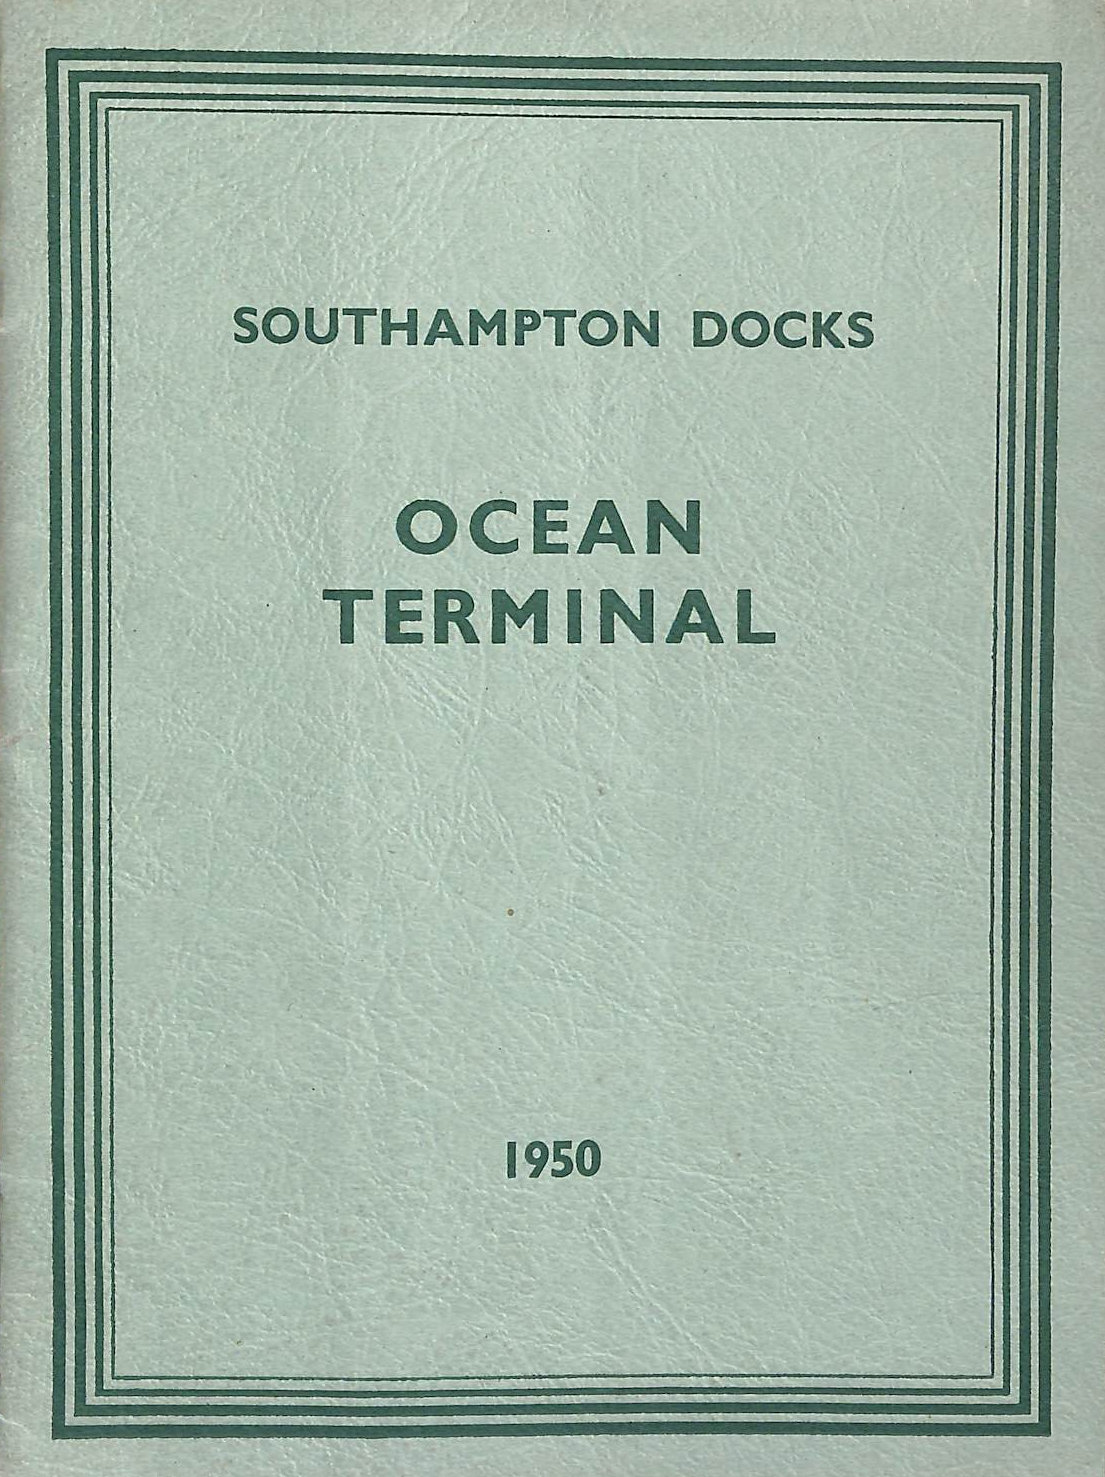 SOUTHAMPTON DOCKS
OCEAN
TERMINAL
1950